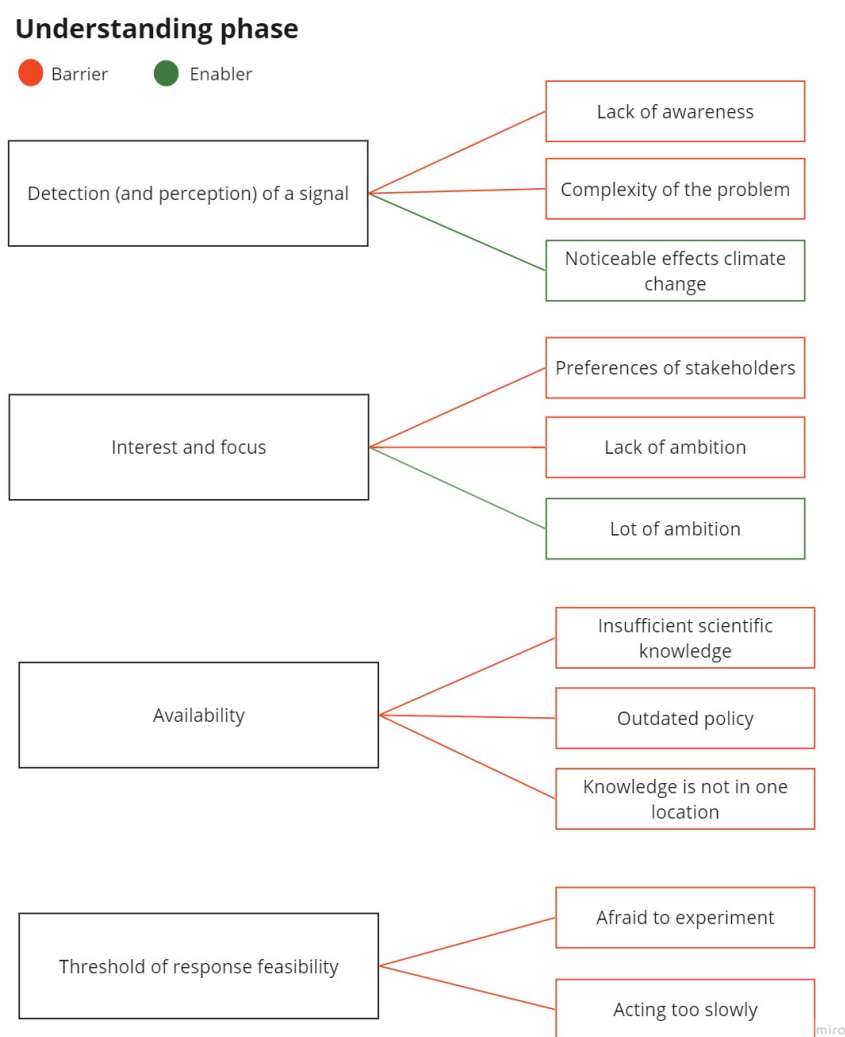 Understanding phase
Barrier
Enabler
Lack of awareness
Detection (and perception) of a signal
Complexity of the problem
Noticeable effects climate
change
Preferences of stakeholders
Interest and focus
Lack of ambition
Lot of ambition
Insufficient scientific
knowledge
Availability
Outdated policy
Knowledge is not in one
location
Afraid to experiment
Threshold of response feasibility
Acting too slowly
miro